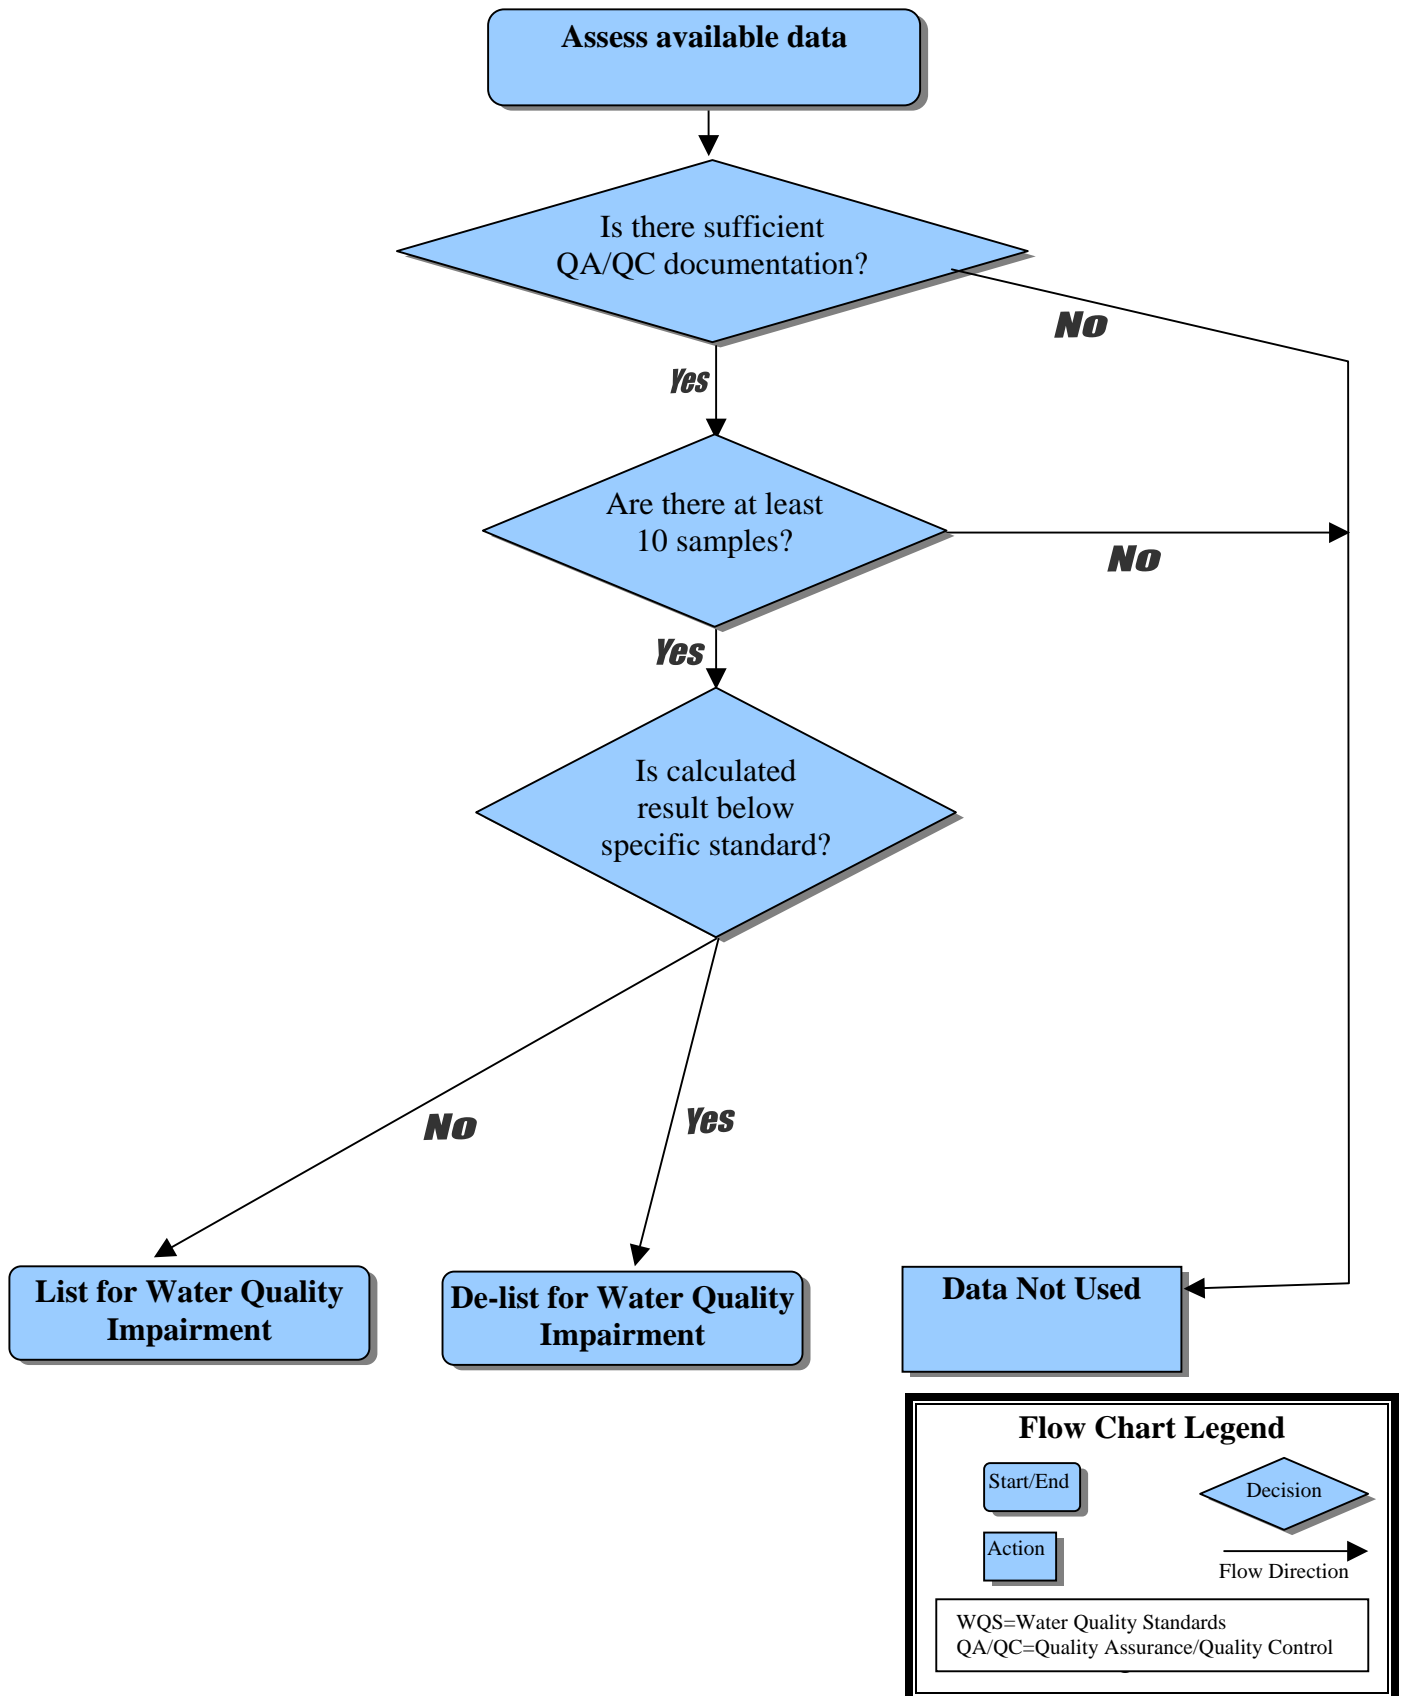 Assess available data
Is there sufficient
QA/QC documentation?
No
Yes
Are there at least
10 samples?
No
Yes
Is calculated
result below
specific standard?
No
Yes
List for Water Quality
Impairment
De-list for Water Quality
Impairment
Data Not Used
Flow Chart Legend
Start/End
Decision
Action
Flow Direction
WQS=Water Quality Standards
QA/QC=Quality Assurance/Quality Control